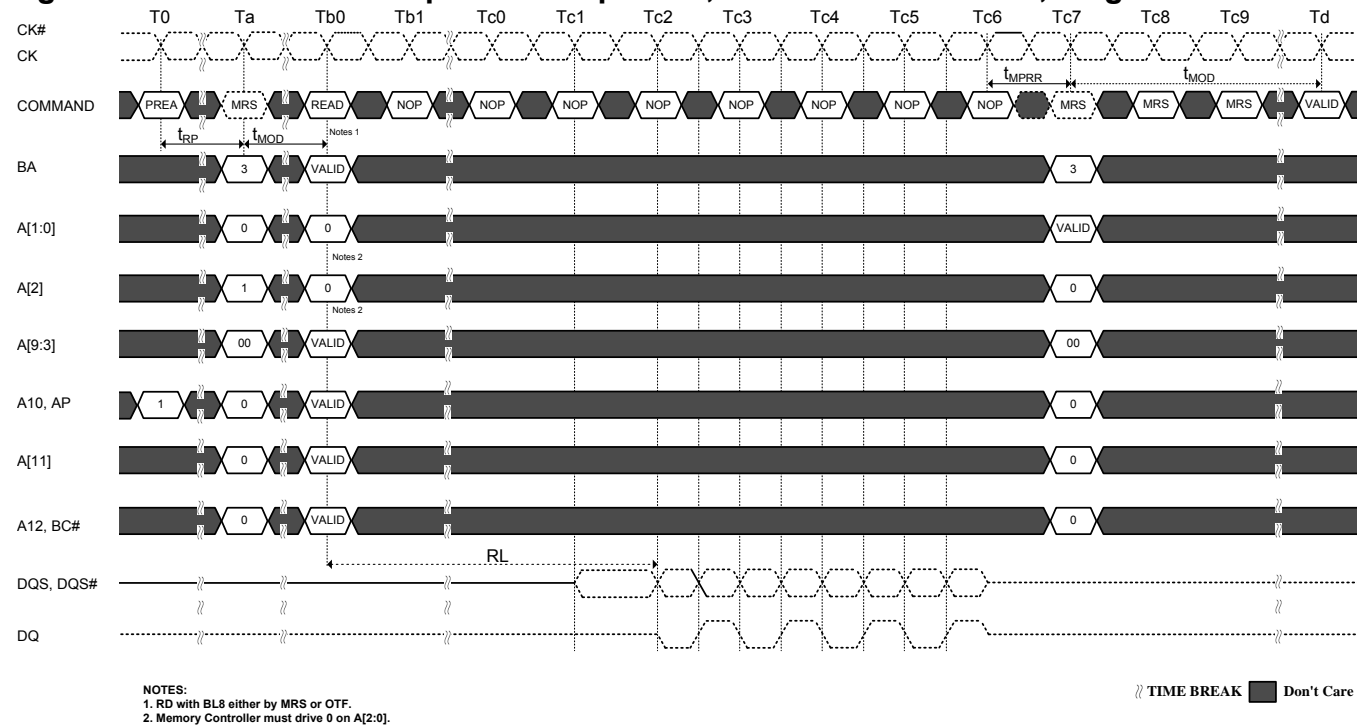 T0 Ta Tb0 Tb1 Tc0 Tc1 Tc2 Tc3 Tc4 Tc5 Tc6 Tc7 Tc8 Tc9 Td
CK#
CK
tMPRR tMOD
COMMAND PREA MRS READ NOP NOP NOP NOP NOP NOP NOP NOP MRS MRS MRS VALID
tRP tMOD Notes 1
BA 3 VALID 3
A[1:0] 0 0 VALID
Notes 2
A[2] 1 0 0
Notes 2
A[9:3] 00 VALID 00
A10, AP 1 0 VALID 0
A[11] 0 VALID 0
A12, BC# 0 VALID 0
RL
DQS, DQS#
DQ
NOTES:
1. RD with BL8 either by MRS or OTF.
2. Memory Controller must drive 0 on A[2:0].
TIME BREAK Don't Care